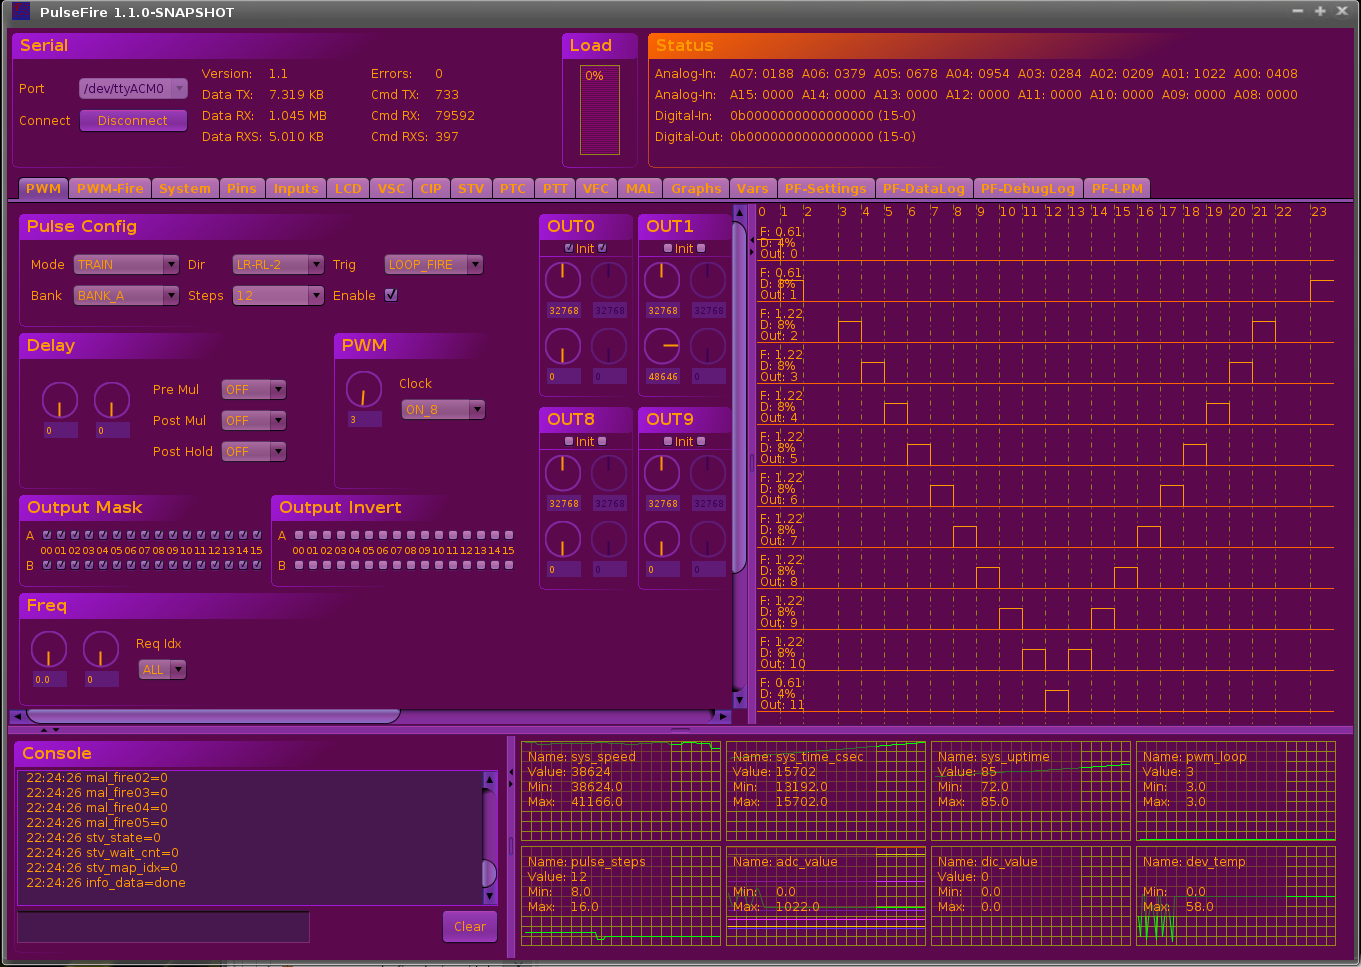 PulseFire 1.1.0-SNAPSHOT
Serial
Port /dev/ttyACM0
Connect Disconnect
Version: 1.1
Data TX: 7.319 KB
Data RX: 1.045 MB
Data RXS: 5.010 KB
Errors: 0
Cmd TX: 733
Cmd RX: 79592
Cmd RXS: 397
Load
0%
Status
Analog-In: A07: 0188 A06: 0379 A05: 0678 A04: 0954 A03: 0284 A02: 0209 A01: 1022 A00: 0408
Analog-In: A15: 0000 A14: 0000 A13: 0000 A12: 0000 A11: 0000 A10: 0000 A09: 0000 A08: 0000
Digital-In: 0b0000000000000000 (15-0)
Digital-Out: 0b0000000000000000 (15-0)
PWM PWM-Fire System Pins Inputs LCD VSC CIP STV PTC PTT VFC MAL Graphs Vars PF-Settings PF-DataLog PF-DebugLog PF-LPM
Pulse Config
Mode TRAIN Dir LR-RL-2 Trig LOOP_FIRE
Bank BANK_A Steps 12 Enable
Delay
0 0
Pre Mul OFF
Post Mul OFF
Post Hold OFF
PWM
3
Clock
ON_8
Output Mask
A
00 01 02 03 04 05 06 07 08 09 10 11 12 13 14 15
B
Output Invert
A
00 01 02 03 04 05 06 07 08 09 10 11 12 13 14 15
B
Freq
0.0 0
Req Idx
ALL
OUT0
Init
32768 32768
0 0
OUT1
Init
32768 32768
48646 0
OUT8
Init
32768 32768
0 0
OUT9
Init
32768 32768
0 0
0 1 2 3 4 5 6 7 8 9 10 11 12 13 14 15 16 17 18 19 20 21 22 23
F: 0.61
D: 4%
Out: 0
F: 0.61
D: 8%
Out: 1
F: 1.22
D: 8%
Out: 2
F: 1.22
D: 8%
Out: 3
F: 1.22
D: 8%
Out: 4
F: 1.22
D: 8%
Out: 5
F: 1.22
D: 8%
Out: 6
F: 1.22
D: 8%
Out: 7
F: 1.22
D: 8%
Out: 8
F: 1.22
D: 8%
Out: 9
F: 1.22
D: 8%
Out: 10
F: 0.61
D: 4%
Out: 11
Console
22:24:26 mal_fire02=0
22:24:26 mal_fire03=0
22:24:26 mal_fire04=0
22:24:26 mal_fire05=0
22:24:26 stv_state=0
22:24:26 stv_wait_cnt=0
22:24:26 stv_map_idx=0
22:24:26 info_data=done
Clear
Name: sys_speed
Value: 38624
Min: 38624.0
Max: 41166.0
Name: sys_time_csec
Value: 15702
Min: 13192.0
Max: 15702.0
Name: sys_uptime
Value: 85
Min: 72.0
Max: 85.0
Name: pwm_loop
Value: 3
Min: 3.0
Max: 3.0
Name: pulse_steps
Value: 12
Min: 8.0
Max: 16.0
Name: adc_value
Min: 0.0
Max: 1022.0
Name: dic_value
Value: 0
Min: 0.0
Max: 0.0
Name: dev_temp
Min: 0.0
Max: 58.0